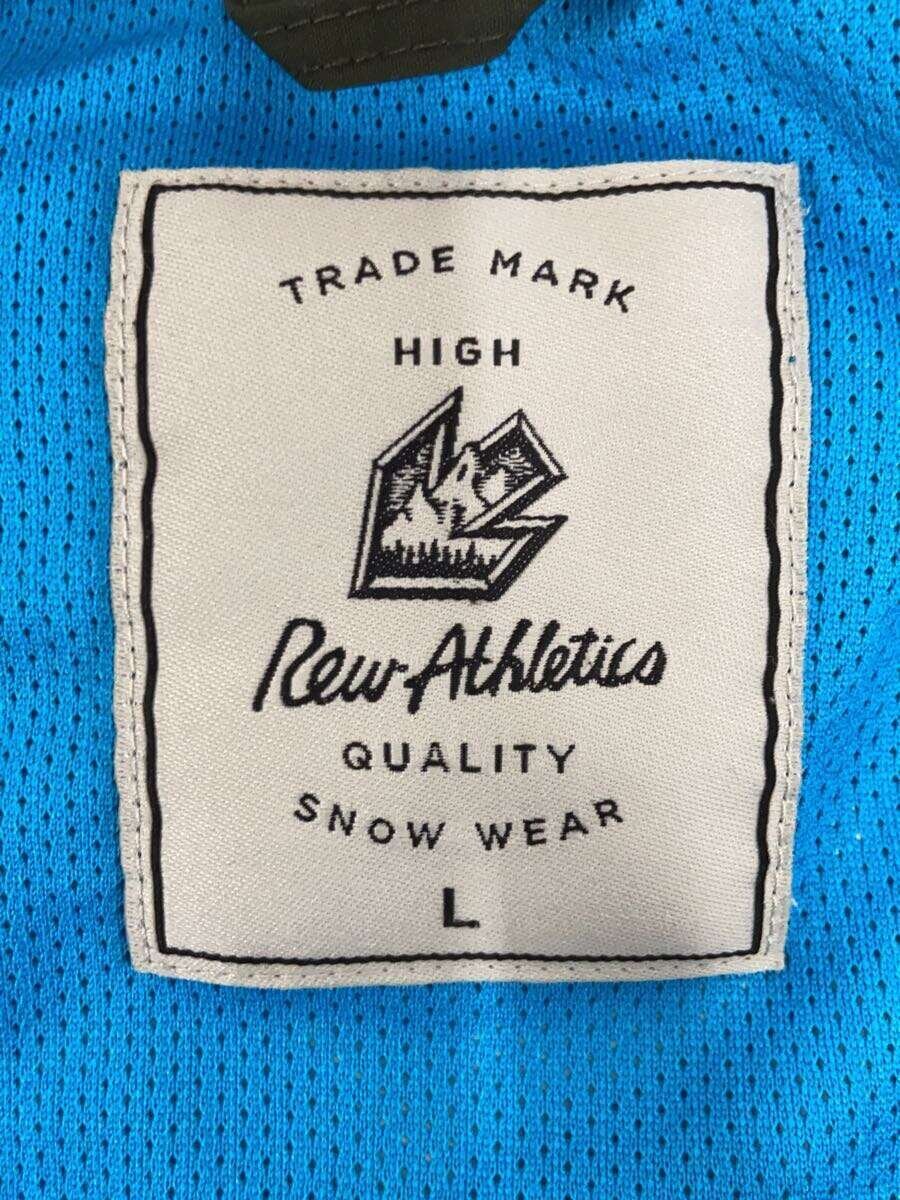 TRADE MARK
HIGH
Rew-Athletics
QUALITY
SNOW WEAR
L